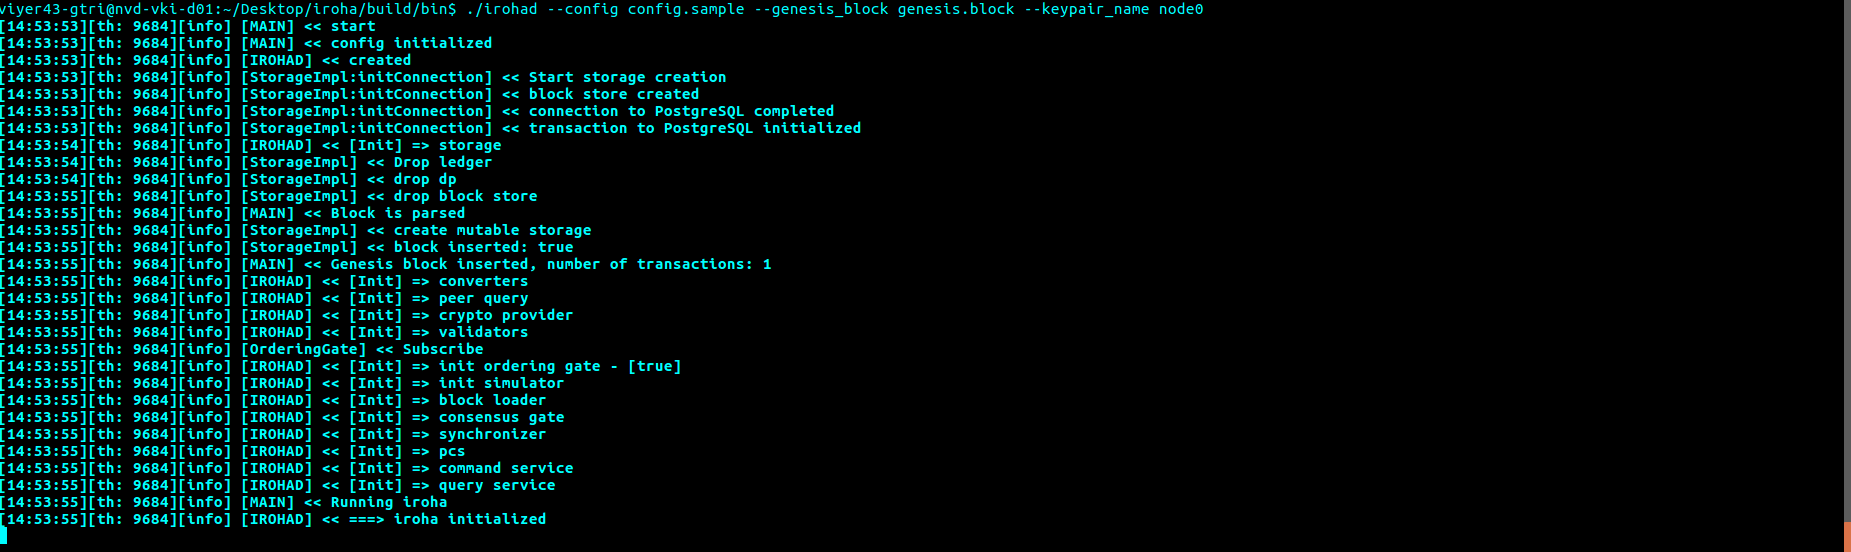 viyer43-gtri@nvd-vki-d01:~/Desktop/iroha/build/bin$ ./irohad --config config.sample --genesis_block genesis.block --keypair_name node0
[14:53:53][th: 9684][info] [MAIN] << start
[14:53:53][th: 9684][info] [MAIN] << config initialized
[14:53:53][th: 9684][info] [IROHAD] << created
[14:53:53][th: 9684][info] [StorageImpl:initConnection] << Start storage creation
[14:53:53][th: 9684][info] [StorageImpl:initConnection] << block store created
[14:53:53][th: 9684][info] [StorageImpl:initConnection] << connection to PostgreSQL completed
[14:53:53][th: 9684][info] [StorageImpl:initConnection] << transaction to PostgreSQL initialized
[14:53:54][th: 9684][info] [IROHAD] << [Init] => storage
[14:53:54][th: 9684][info] [StorageImpl] << Drop ledger
[14:53:54][th: 9684][info] [StorageImpl] << drop dp
[14:53:55][th: 9684][info] [StorageImpl] << drop block store
[14:53:55][th: 9684][info] [MAIN] << Block is parsed
[14:53:55][th: 9684][info] [StorageImpl] << create mutable storage
[14:53:55][th: 9684][info] [StorageImpl] << block inserted: true
[14:53:55][th: 9684][info] [MAIN] << Genesis block inserted, number of transactions: 1
[14:53:55][th: 9684][info] [IROHAD] << [Init] => converters
[14:53:55][th: 9684][info] [IROHAD] << [Init] => peer query
[14:53:55][th: 9684][info] [IROHAD] << [Init] => crypto provider
[14:53:55][th: 9684][info] [IROHAD] << [Init] => validators
[14:53:55][th: 9684][info] [OrderingGate] << Subscribe
[14:53:55][th: 9684][info] [IROHAD] << [Init] => init ordering gate - [true]
[14:53:55][th: 9684][info] [IROHAD] << [Init] => init simulator
[14:53:55][th: 9684][info] [IROHAD] << [Init] => block loader
[14:53:55][th: 9684][info] [IROHAD] << [Init] => consensus gate
[14:53:55][th: 9684][info] [IROHAD] << [Init] => synchronizer
[14:53:55][th: 9684][info] [IROHAD] << [Init] => pcs
[14:53:55][th: 9684][info] [IROHAD] << [Init] => command service
[14:53:55][th: 9684][info] [IROHAD] << [Init] => query service
[14:53:55][th: 9684][info] [MAIN] << Running iroha
[14:53:55][th: 9684][info] [IROHAD] << ===> iroha initialized